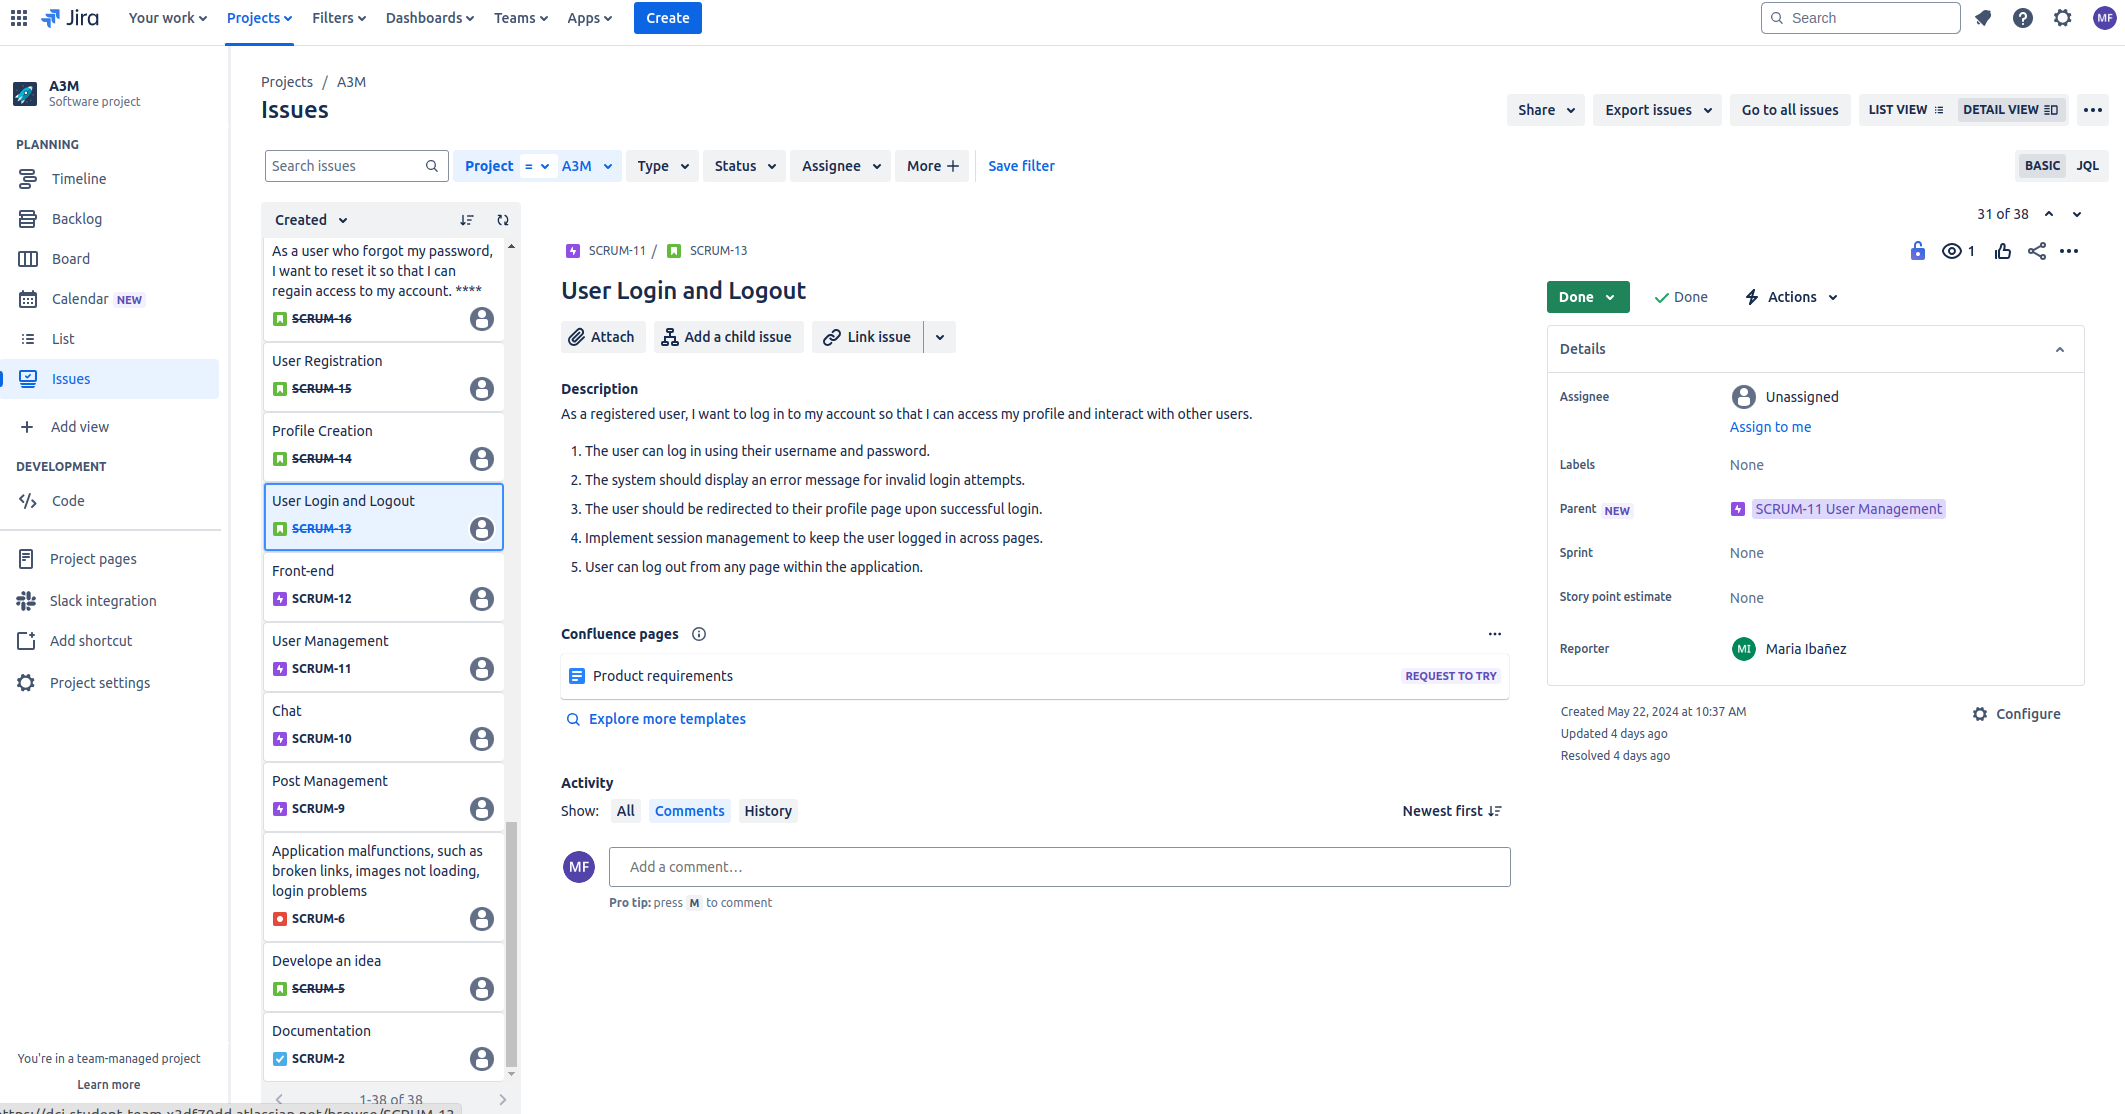 Jira
Your work
Projects
Filters
Dashboards
Teams
Apps
Create
Search
MF
A3M
Software project
PLANNING
Timeline
Backlog
Board
Calendar NEW
List
Issues
Add view
DEVELOPMENT
Code
Project pages
Slack integration
Add shortcut
Project settings
You're in a team-managed project
Learn more
Projects / A3M
Issues
Share
Export issues
Go to all issues
LIST VIEW
DETAIL VIEW
Search issues
Project = A3M
Type
Status
Assignee
More
Save filter
BASIC
JQL
Created
As a user who forgot my password,
I want to reset it so that I can
regain access to my account. ****
SCRUM-16
User Registration
SCRUM-15
Profile Creation
SCRUM-14
User Login and Logout
SCRUM-13
Front-end
SCRUM-12
User Management
SCRUM-11
Chat
SCRUM-10
Post Management
SCRUM-9
Application malfunctions, such as
broken links, images not loading,
login problems
SCRUM-6
Develope an idea
SCRUM-5
Documentation
SCRUM-2
1-38 of 38
31 of 38
SCRUM-11 / SCRUM-13
1
User Login and Logout
Attach
Add a child issue
Link issue
Description
As a registered user, I want to log in to my account so that I can access my profile and interact with other users.
1. The user can log in using their username and password.
2. The system should display an error message for invalid login attempts.
3. The user should be redirected to their profile page upon successful login.
4. Implement session management to keep the user logged in across pages.
5. User can log out from any page within the application.
Confluence pages
Product requirements
REQUEST TO TRY
Explore more templates
Activity
Show: All Comments History
Newest first
MF
Add a comment…
Pro tip: press M to comment
Done
Done
Actions
Details
Assignee
Unassigned
Assign to me
Labels
None
Parent NEW
SCRUM-11 User Management
Sprint
None
Story point estimate
None
Reporter
MI Maria Ibañez
Created May 22, 2024 at 10:37 AM
Updated 4 days ago
Resolved 4 days ago
Configure